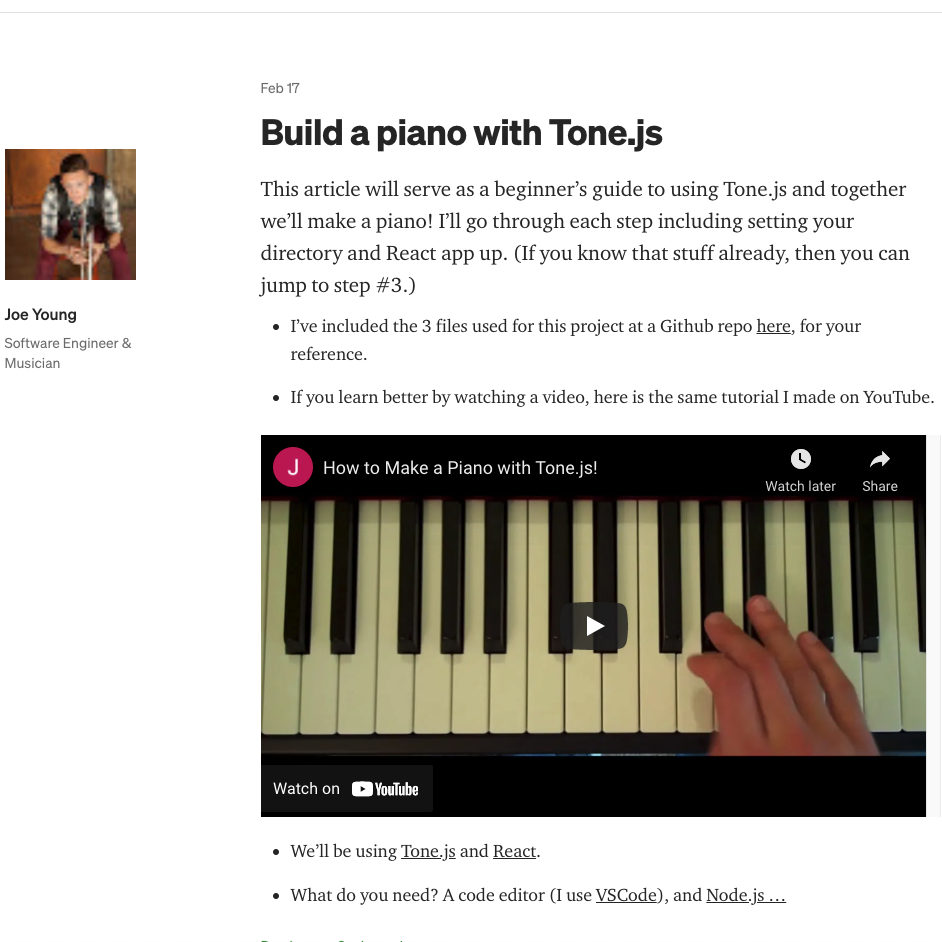 Feb 17
Build a piano with Tone.js
This article will serve as a beginner’s guide to using Tone.js and together
we’ll make a piano! I’ll go through each step including setting your
directory and React app up. (If you know that stuff already, then you can
jump to step #3.)
Joe Young
Software Engineer &
Musician
• I’ve included the 3 files used for this project at a Github repo here, for your
reference.
• If you learn better by watching a video, here is the same tutorial I made on YouTube.
J How to Make a Piano with Tone.js!
Watch later Share
Watch on YouTube
• We’ll be using Tone.js and React.
• What do you need? A code editor (I use VSCode), and Node.js …